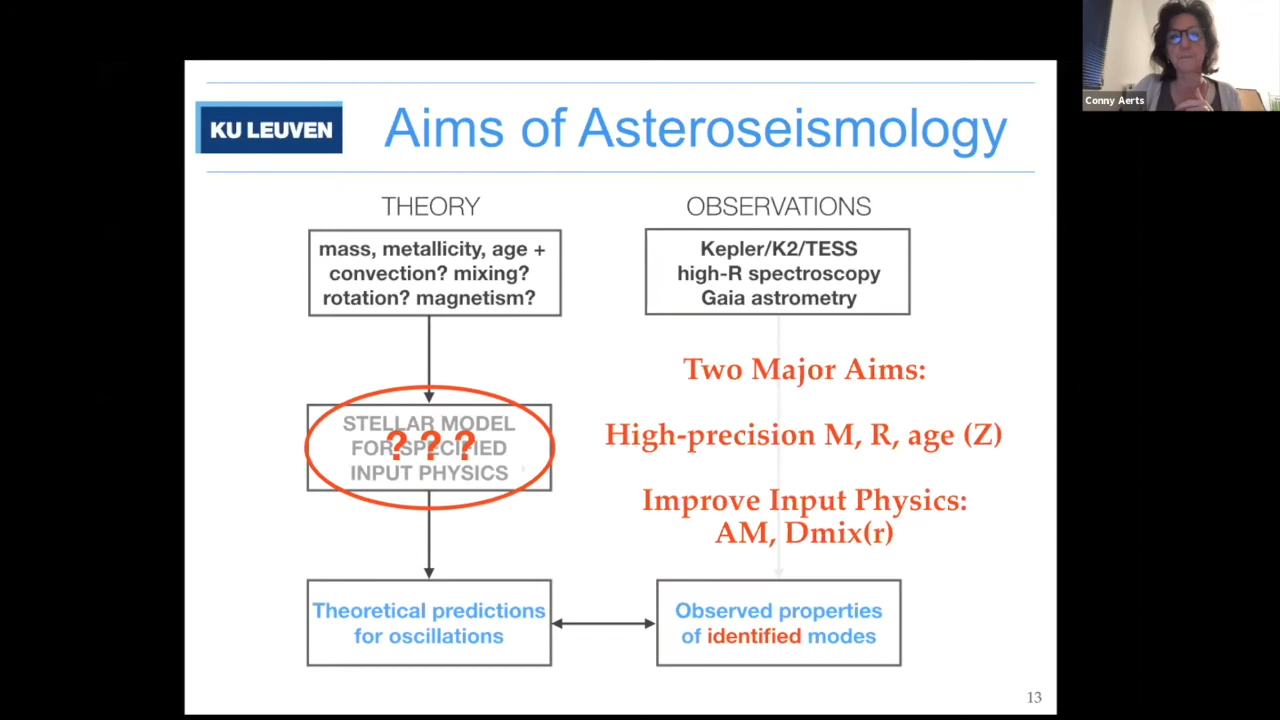 Conny Aerts
KU LEUVEN
Aims of Asteroseismology
THEORY
mass, metallicity, age +
convection? mixing?
rotation? magnetism?
STELLAR MODEL
FOR SPECIFIED
INPUT PHYSICS
? ? ?
Theoretical predictions
for oscillations
OBSERVATIONS
Kepler/K2/TESS
high-R spectroscopy
Gaia astrometry
Two Major Aims:
High-precision M, R, age (Z)
Improve Input Physics:
AM, Dmix(r)
Observed properties
of identified modes
13